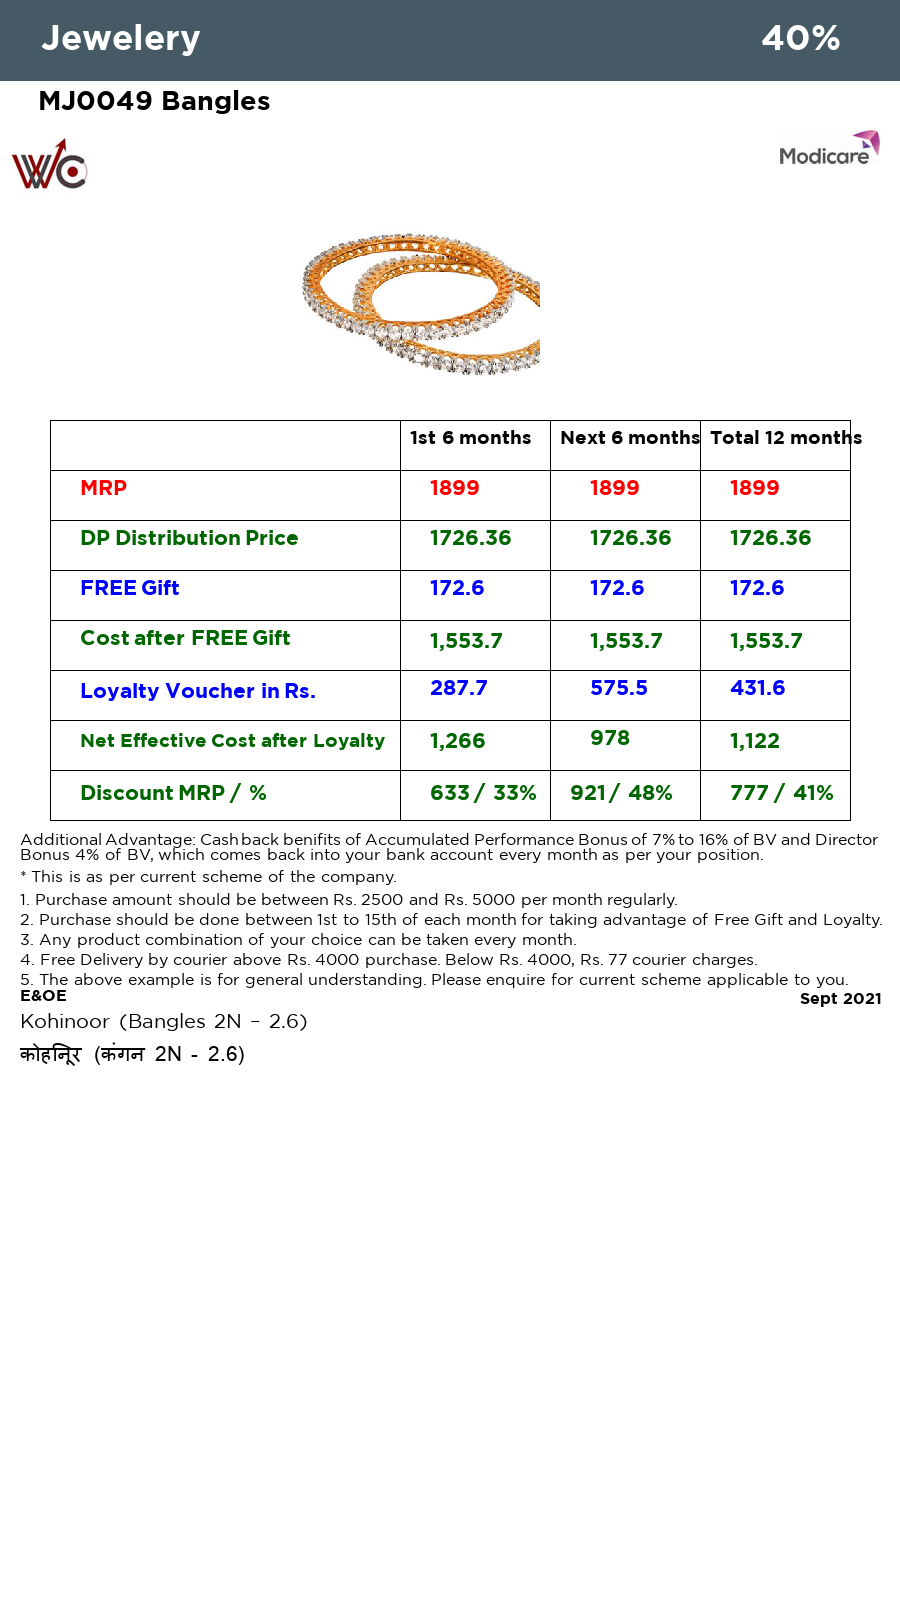 Jewelery 40%
MJ0049 Bangles
WC
Modicare
1st 6 months Next 6 months Total 12 months
MRP 1899 1899 1899
DP Distribution Price 1726.36 1726.36 1726.36
FREE Gift 172.6 172.6 172.6
Cost after FREE Gift 1,553.7 1,553.7 1,553.7
Loyalty Voucher in Rs. 287.7 575.5 431.6
Net Effective Cost after Loyalty 1,266 978 1,122
Discount MRP / % 633 / 33% 921 / 48% 777 / 41%
Additional Advantage: Cashback benifits of Accumulated Performance Bonus of 7% to 16% of BV and Director
Bonus 4% of BV, which comes back into your bank account every month as per your position.
* This is as per current scheme of the company.
1. Purchase amount should be between Rs. 2500 and Rs. 5000 per month regularly.
2. Purchase should be done between 1st to 15th of each month for taking advantage of Free Gift and Loyalty.
3. Any product combination of your choice can be taken every month.
4. Free Delivery by courier above Rs. 4000 purchase. Below Rs. 4000, Rs. 77 courier charges.
5. The above example is for general understanding. Please enquire for current scheme applicable to you.
E&OE Sept 2021
Kohinoor (Bangles 2N – 2.6)
कोहिनूर (कंगन 2N - 2.6)